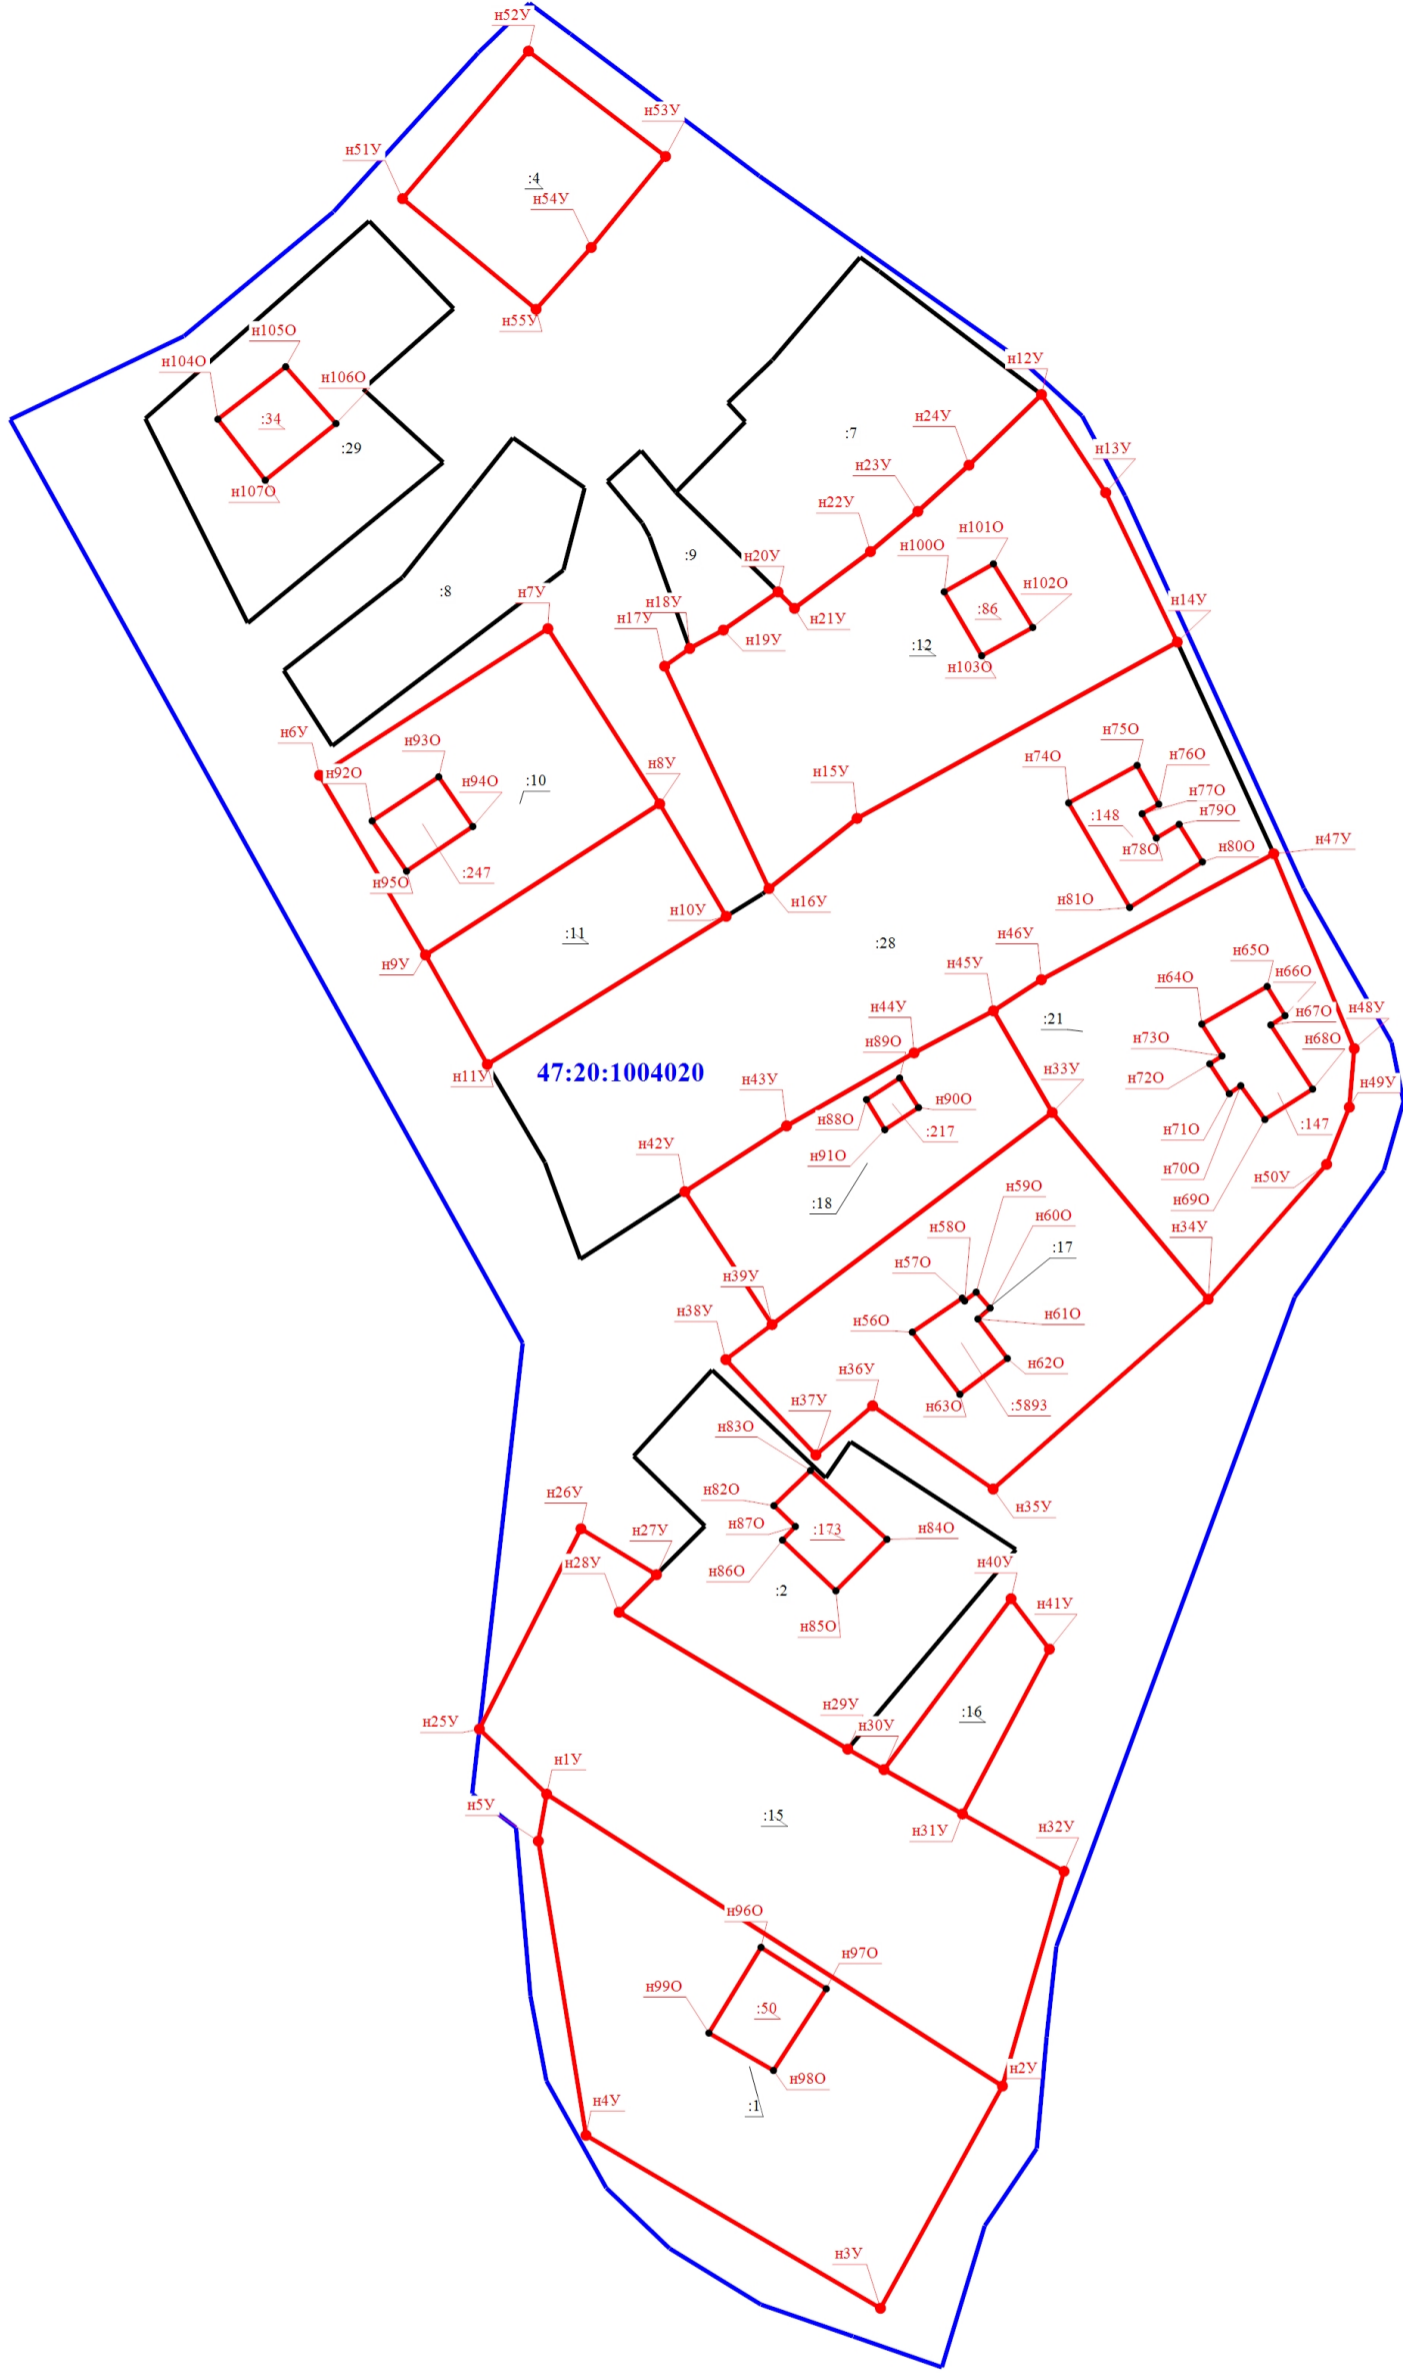 н52У
н53У
н51У
:4
н54У
н55У
н105О
н104О
н106О
:34
:29
н107О
н12У
н24У
:7
н13У
н23У
н22У
н101О
н100О
:9
н20У
н102О
:8
н7У
н18У
:86
н14У
н17У
н21У
н19У
:12
н103О
н6У
н93О
н75О
н92О
н94О
:10
н8У
н74О
н76О
н15У
н77О
:148
н79О
н78О
н47У
н80О
:247
н95О
н81О
н10У
н16У
:11
:28
н46У
н9У
н45У
н65О
н66О
н64О
н44У
:21
н67О
н48У
н89О
н73О
н68О
47:20:1004020
н11У
н43У
н33У
н72О
н49У
н88О
н90О
:217
н71О
:147
н42У
н91О
н70О
н50У
:18
н59О
н69О
н58О
н60О
н34У
н57О
:17
н39У
н38У
н56О
н61О
н62О
н36У
н37У
н63О
:5893
н83О
н26У
н82О
н35У
н27У
н87О
:173
н84О
н28У
н86О
н40У
:2
н41У
н85О
н29У
н25У
н30У
:16
н1У
н5У
:15
н31У
н32У
н96О
н97О
н99О
:50
н2У
н98О
н4У
:1
н3У